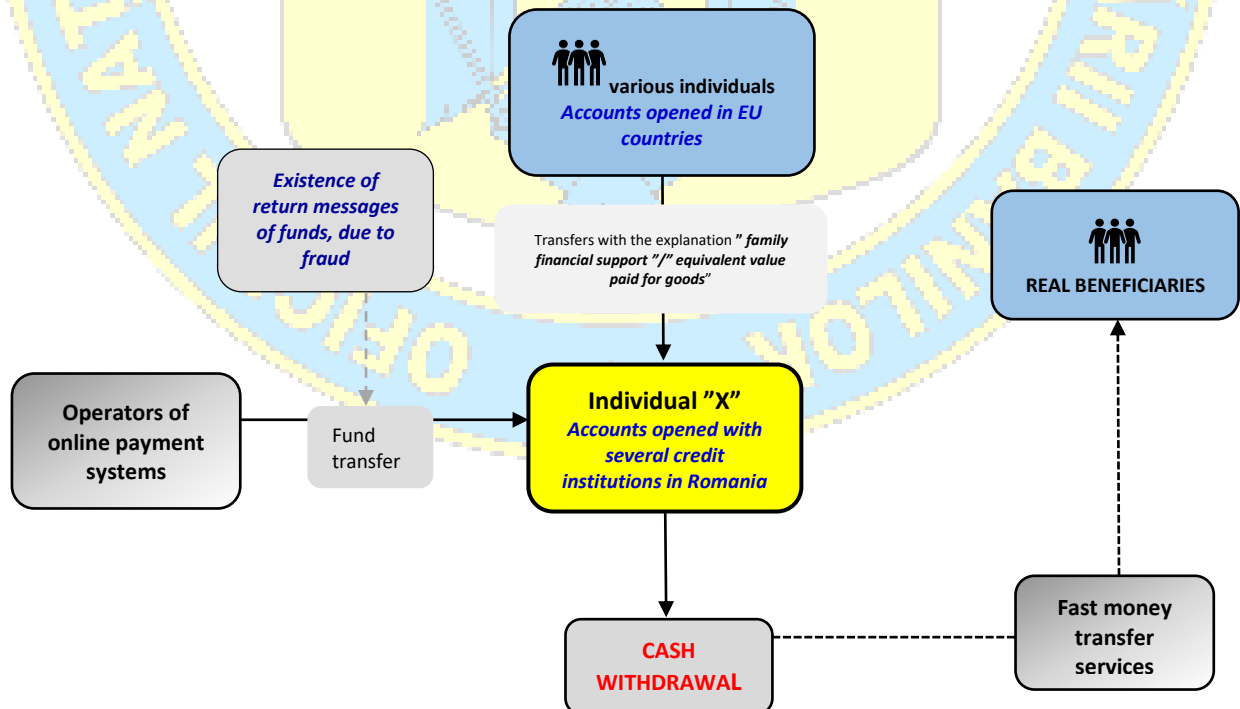 various individuals
Accounts opened in EU
countries
Existence of
return messages
of funds, due to
fraud
Transfers with the explanation ” family
financial support ”/” equivalent value
paid for goods”
REAL BENEFICIARIES
Operators of
online payment
systems
Fund
transfer
Individual ”X”
Accounts opened with
several credit
institutions in Romania
CASH
WITHDRAWAL
Fast money
transfer
services